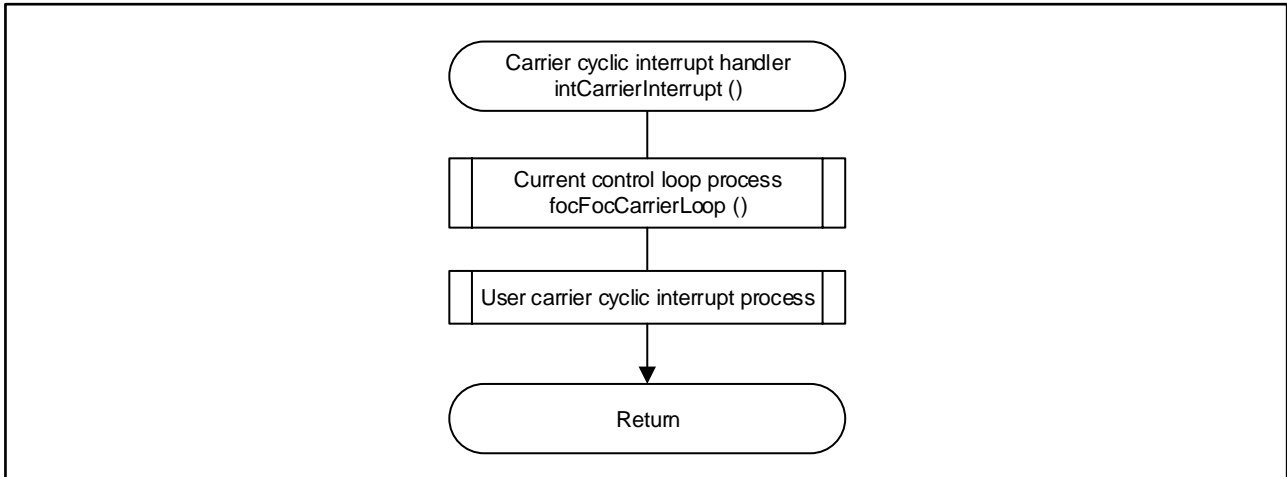 Carrier cyclic interrupt handler
intCarrierInterrupt ()
Current control loop process
focFocCarrierLoop ()
User carrier cyclic interrupt process
Return